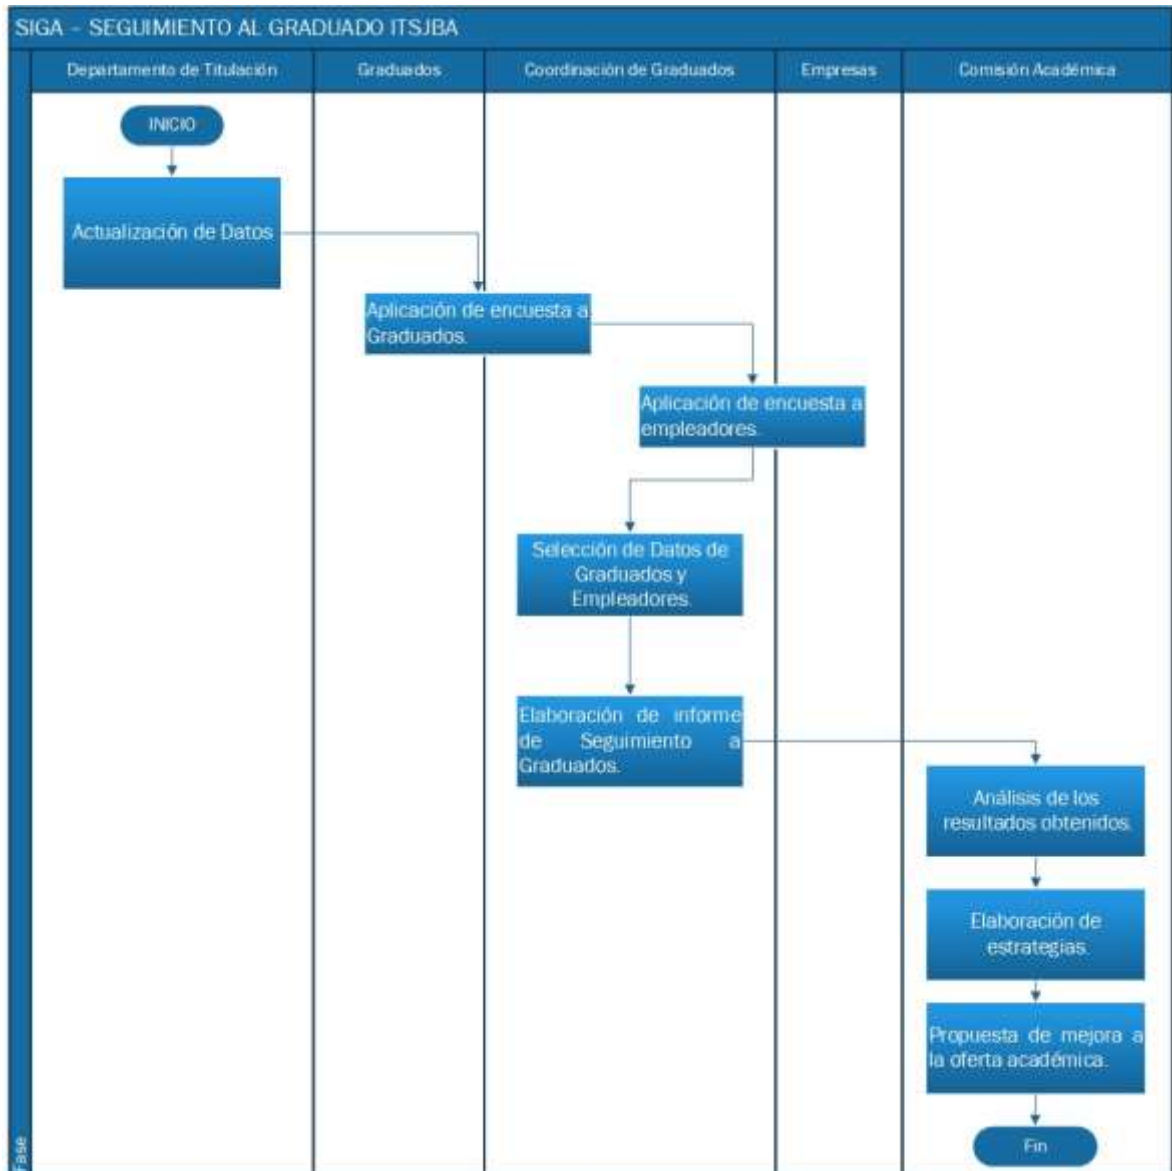 SIGA – SEGUIMIENTO AL GRADUADO ITSJBA
Departamento de Titulación
Graduados
Coordinación de Graduados
Empresas
Comisión Académica
INICIO
Actualización de Datos
Aplicación de encuesta a
Graduados.
Aplicación de encuesta a
empleadores.
Selección de Datos de
Graduados y
Empleadores.
Elaboración de informe
de Seguimiento a
Graduados.
Análisis de los
resultados obtenidos.
Elaboración de
estrategias.
Propuesta de mejora a
la oferta académica.
Fin
Fase